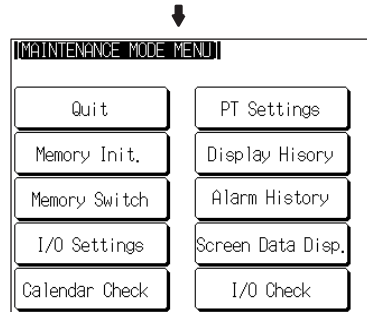 [MAINTENANCE MODE MENU]
Quit
PT Settings
Memory Init.
Display Hisory
Memory Switch
Alarm History
I/O Settings
Screen Data Disp.
Calendar Check
I/O Check